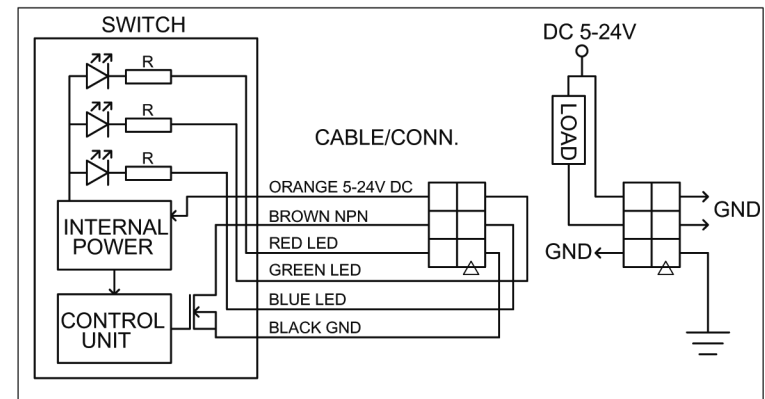 SWITCH
R
R
R
INTERNAL
POWER
CONTROL
UNIT
CABLE/CONN.
ORANGE 5-24V DC
BROWN NPN
RED LED
GREEN LED
BLUE LED
BLACK GND
DC 5-24V
LOAD
GND
GND